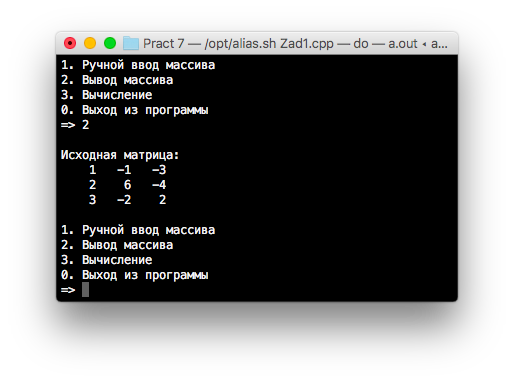 Pract 7 — /opt/alias.sh Zad1.cpp — do — a.out ◂ a...
1. Ручной ввод массива
2. Вывод массива
3. Вычисление
0. Выход из программы
=> 2
Исходная матрица:
1 -1 -3
2 6 -4
3 -2 2
1. Ручной ввод массива
2. Вывод массива
3. Вычисление
0. Выход из программы
=>